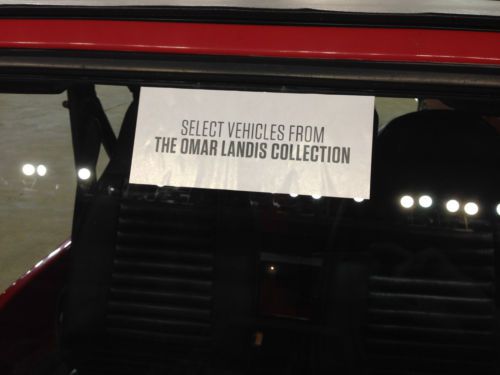 SELECT VEHICLES FROM
THE OMAR LANDIS COLLECTION